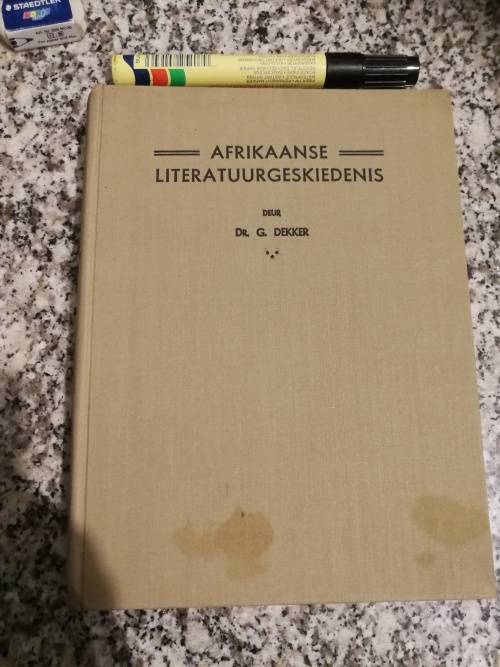 STAEDTLER
AFRIKAANSE
LITERATUURGESKIEDENIS
DEUR
DR. G. DEKKER